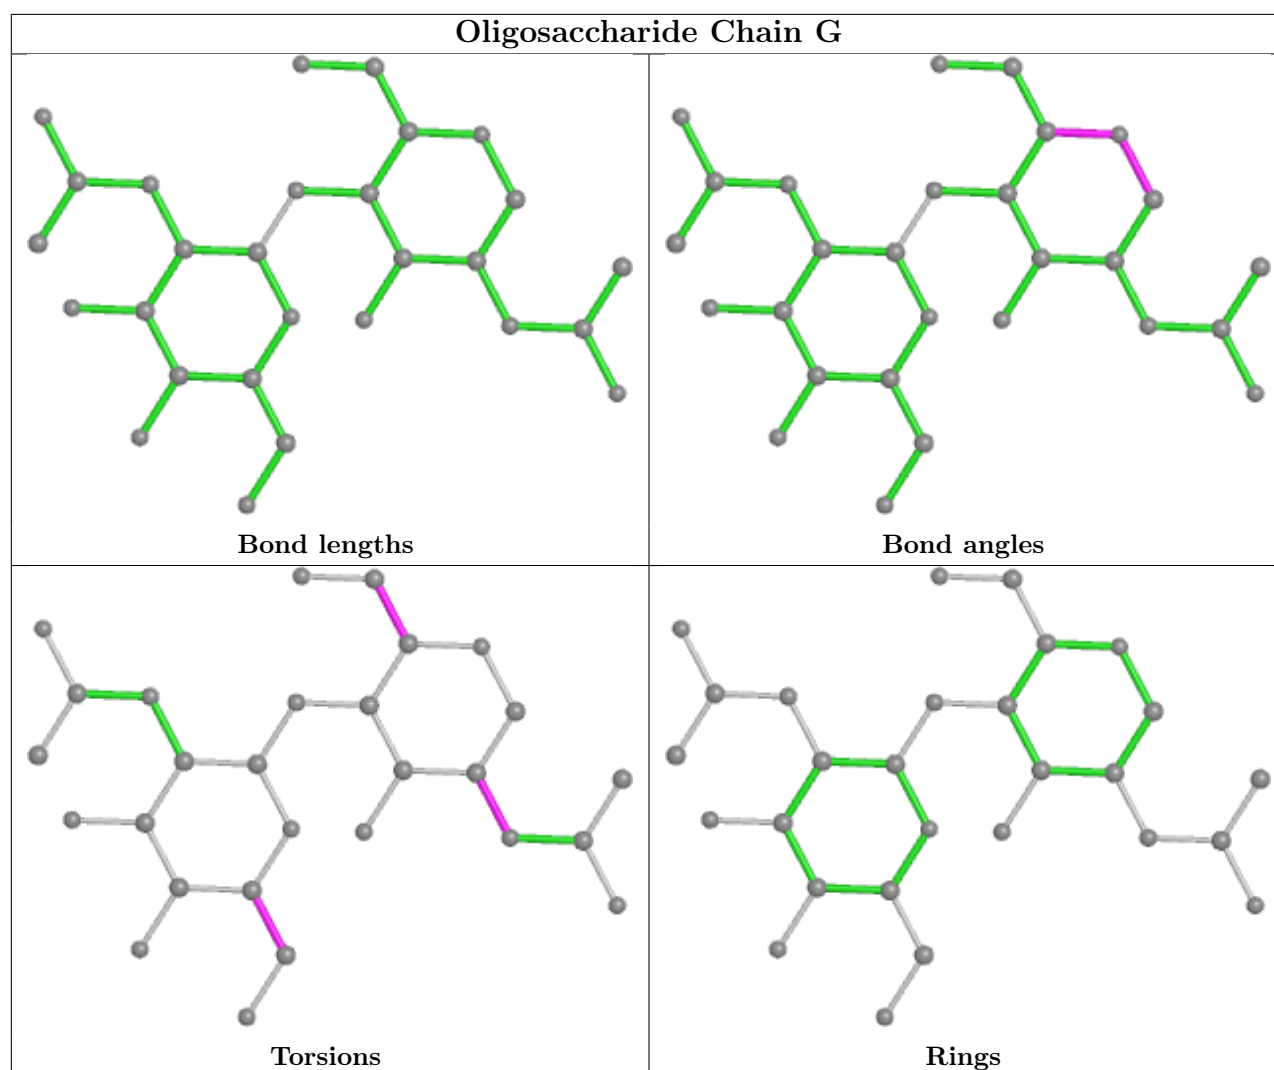 Oligosaccharide Chain G
Bond lengths
Bond angles
Torsions
Rings